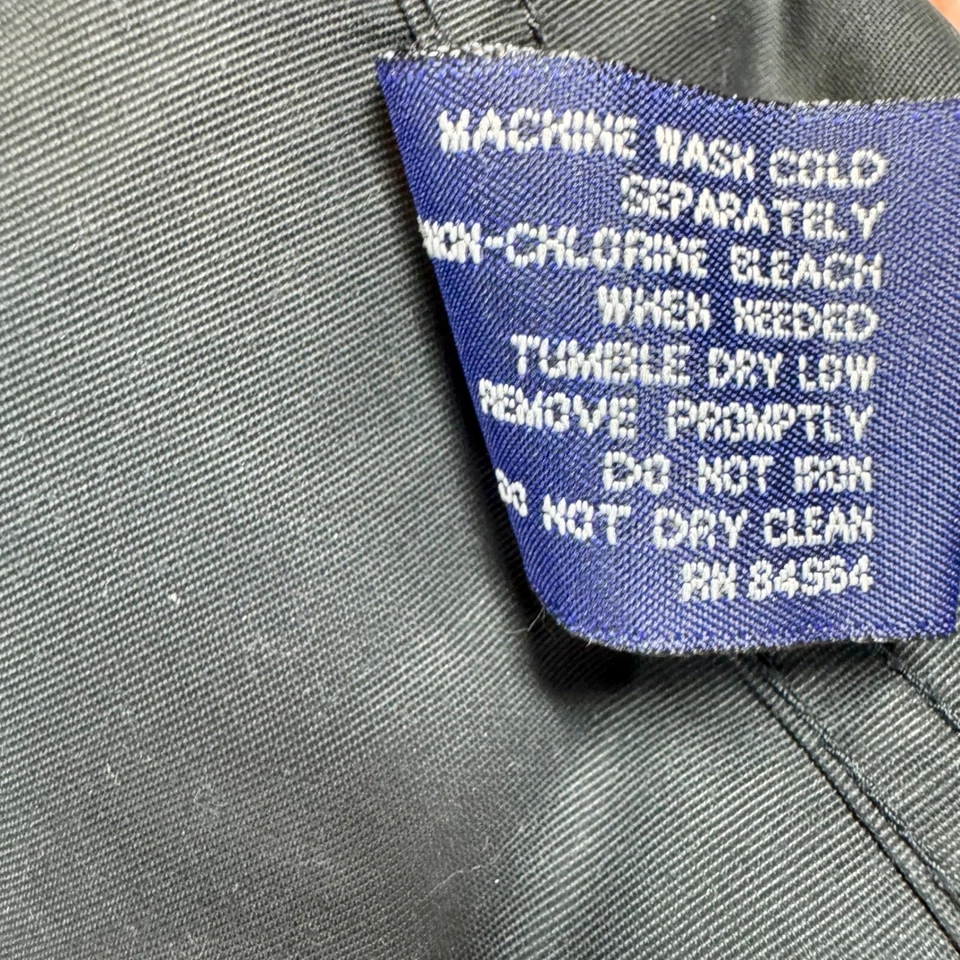 MACHINE WASH COLD
SEPARATELY
NON-CHLORINE BLEACH
WHEN NEEDED
TUMBLE DRY LOW
REMOVE PROMPTLY
DO NOT IRON
DO NOT DRY CLEAN
RN 84564